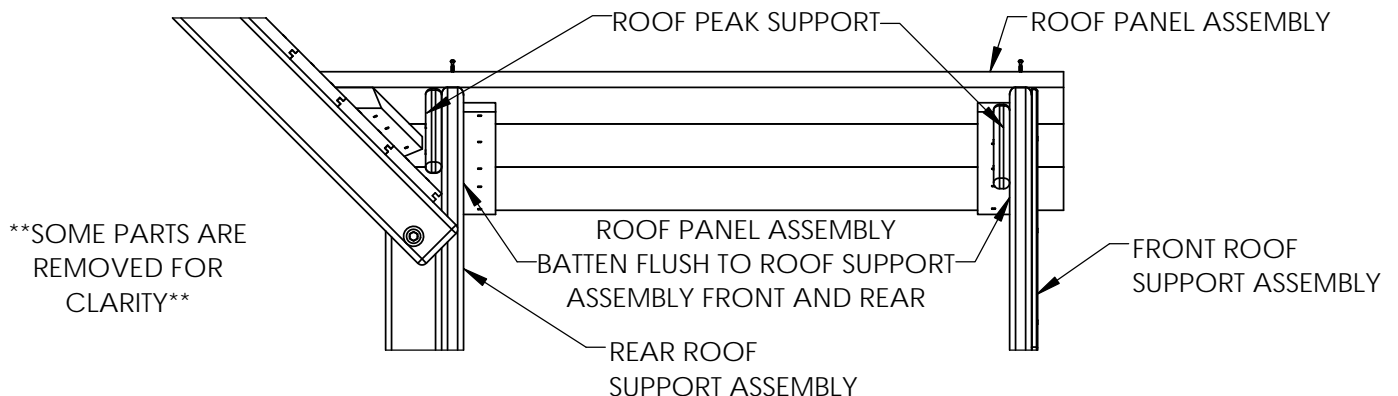 ROOF PEAK SUPPORT
ROOF PANEL ASSEMBLY
**SOME PARTS ARE
REMOVED FOR
CLARITY**
ROOF PANEL ASSEMBLY
BATTEN FLUSH TO ROOF SUPPORT
ASSEMBLY FRONT AND REAR
FRONT ROOF
SUPPORT ASSEMBLY
REAR ROOF
SUPPORT ASSEMBLY